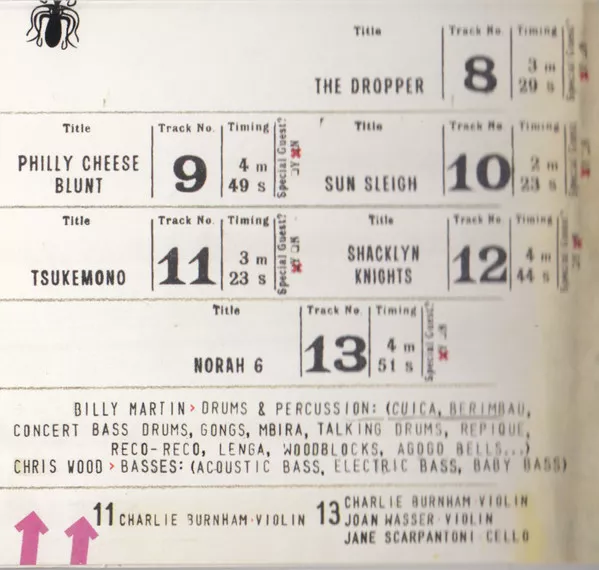 Title Track No. Timing
THE DROPPER 8 3 m 20 s
Special Guest?
Title Track No. Timing Title Track No. Timing
PHILLY CHEESE BLUNT 9 4 m 49 s Special Guest? Y N
SUN SLEIGH 10 2 m 23 s
Title Track No. Timing Title Track No. Timing
TSUKEMONO 11 3 m 23 s Special Guest? Y N
SHACKLYN KNIGHTS 12 4 m 44 s
Title Track No. Timing
NORAH 6 13 4 m 51 s Special Guest? Y N
BILLY MARTIN> DRUMS & PERCUSSION: (CUICA, BERIMBAU,
CONCERT BASS DRUMS, GONGS, MBIRA, TALKING DRUMS, REPIQUE,
RECO-RECO, LENGA, WOODBLOCKS, AGOGO BELLS...)
CHRIS WOOD> BASSES: (ACOUSTIC BASS, ELECTRIC BASS, BABY BASS)
11 CHARLIE BURNHAM·VIOLIN
13 CHARLIE BURNHAM·VIOLIN
JOAN WASSER·VIOLIN
JANE SCARPANTONI·CELLO